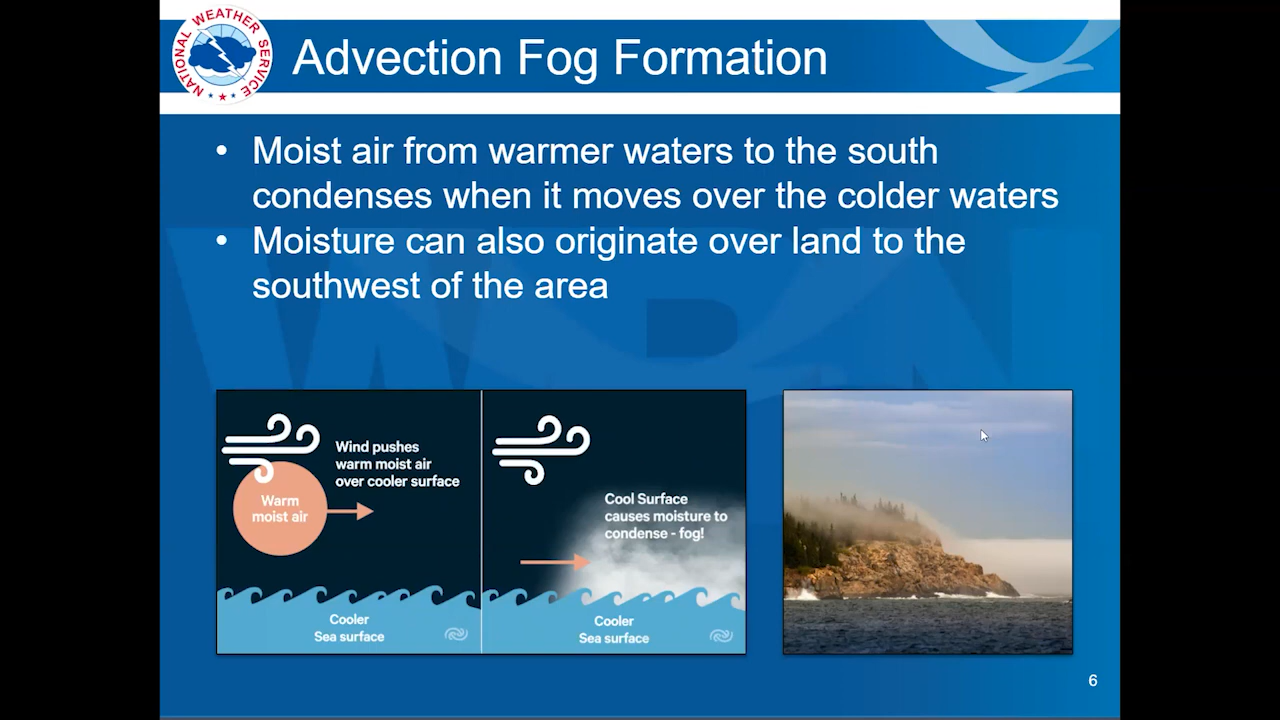 NATIONAL WEATHER SERVICE
Advection Fog Formation
• Moist air from warmer waters to the south
condenses when it moves over the colder waters
• Moisture can also originate over land to the
southwest of the area
WRN
Wind pushes
warm moist air
over cooler surface
Warm
moist air
Cooler
Sea surface
Cool Surface
causes moisture to
condense - fog!
Cooler
Sea surface
6